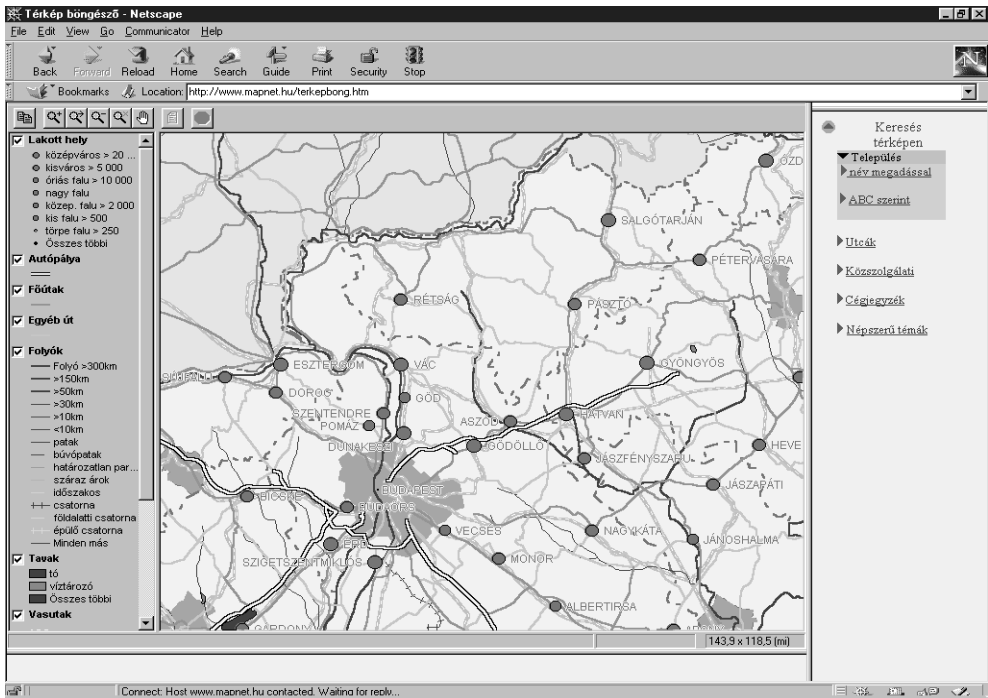 Térkép böngésző - Netscape
File Edit View Go Communicator Help
Back Forward Reload Home Search Guide Print Security Stop
N
Bookmarks Location: http://www.mapnet.hu/terkepbong.htm
Lakott hely
középváros > 20 ...
kisváros > 5 000
óriás falu > 10 000
nagy falu
közep. falu > 2 000
kis falu > 500
törpe falu > 250
Összes többi
Autópálya
Főútak
Egyéb út
Folyók
Folyó >300km
>150km
>50km
>30km
>10km
<10km
patak
búvópatak
határozatlan par...
száraz árok
időszakos
csatorna
földalatti csatorna
épülő csatorna
Minden más
Tavak
tó
víztározó
Összes többi
Vasutak
ÓZD
SALGÓTARJÁN
PÉTERVÁSARA
RÉTSÁG
PÁSZTÓ
ESZTERGOM
VÁC
GYÖNGYÖS
DOROG
GÖD
SZENTENDRE
POMÁZ
ASZÓD
HATVAN
DUNAKESZI
GÖDÖLLŐ
HEVE
JÁSZFÉNYSZARU
JÁSZAPÁTI
BUDAPEST
BICSKE
BUDAÖRS
VECSÉS
NAGYKÁTA
JÁNOSHALMA
ÉRD
SZIGETSZENTMIKLÓS
MONOR
ALBERTIRSA
GÁRDONY
143,9 x 118,5 (mi)
Keresés
térképen
Település
név megadással
ABC szerint
Utcák
Közszolgálati
Cégjegyzék
Népszerű témák
Connect: Host www.mapnet.hu contacted. Waiting for reply...